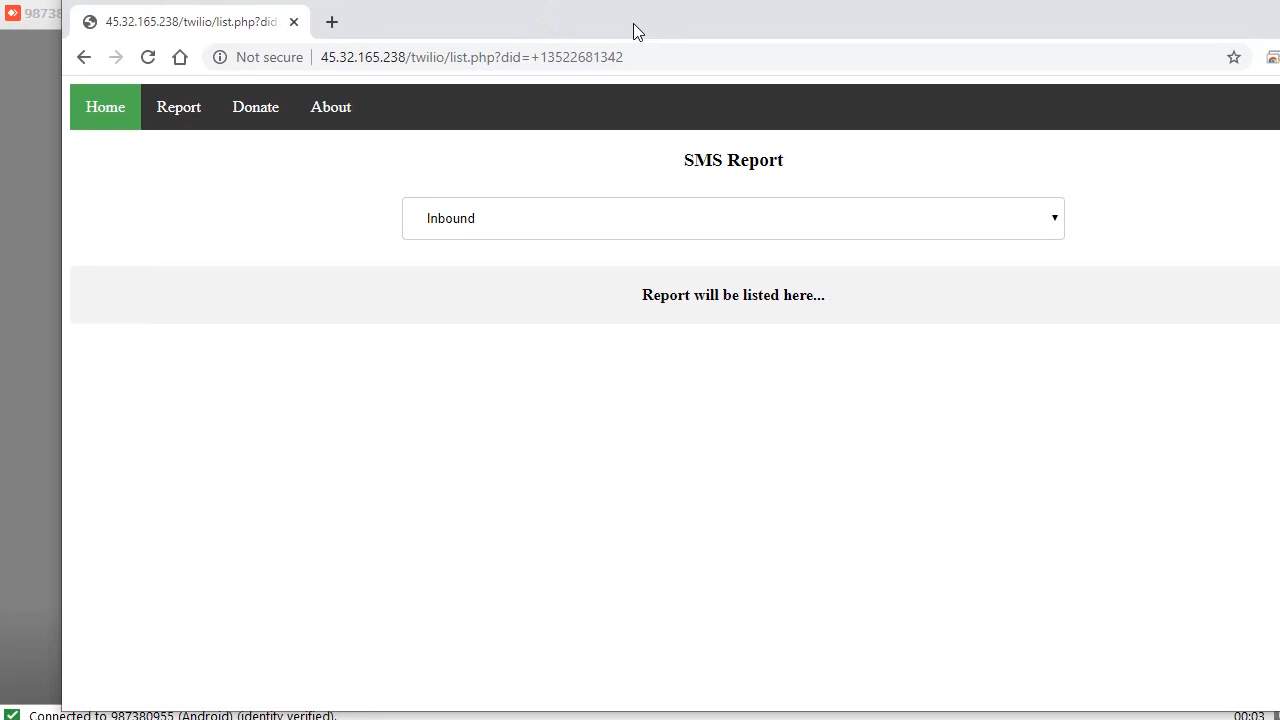 98738
45.32.165.238/twilio/list.php?did
Not secure
45.32.165.238/twilio/list.php?did=+13522681342
Home Report Donate About
SMS Report
Inbound
Report will be listed here...
Connected to 987380955 (Android) (identity verified).
00:03